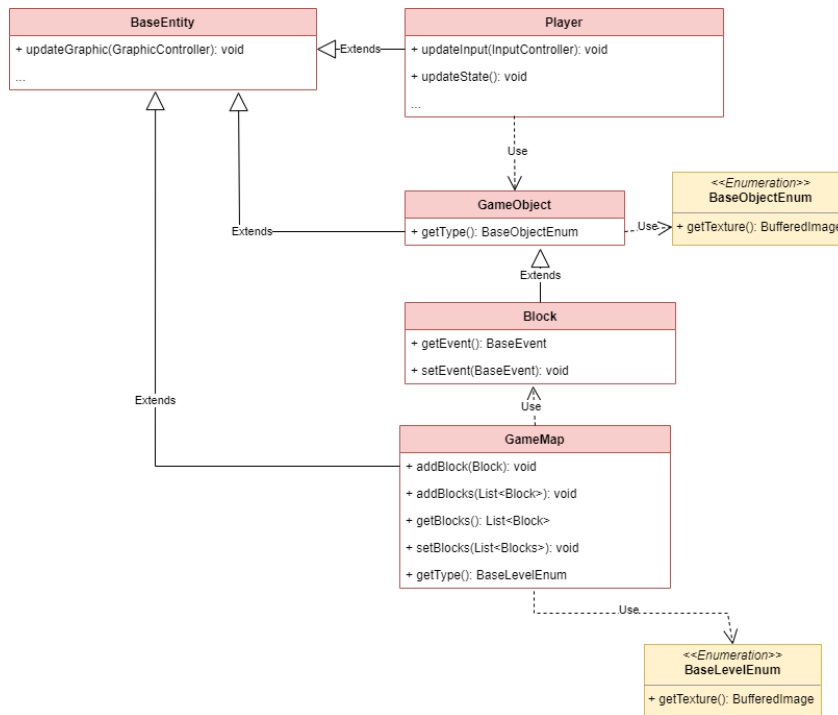 BaseEntity
+ updateGraphic(GraphicController): void
...
Player
+ updateInput(InputController): void
+ updateState(): void
...
Extends
Use
GameObject
+ getType(): BaseObjectEnum
Extends
Use
<<Enumeration>>
BaseObjectEnum
+ getTexture(): BufferedImage
Extends
Block
+ getEvent(): BaseEvent
+ setEvent(BaseEvent): void
Extends
Use
GameMap
+ addBlock(Block): void
+ addBlocks(List<Block>): void
+ getBlocks(): List<Block>
+ setBlocks(List<Blocks>): void
+ getType(): BaseLevelEnum
Use
<<Enumeration>>
BaseLevelEnum
+ getTexture(): BufferedImage